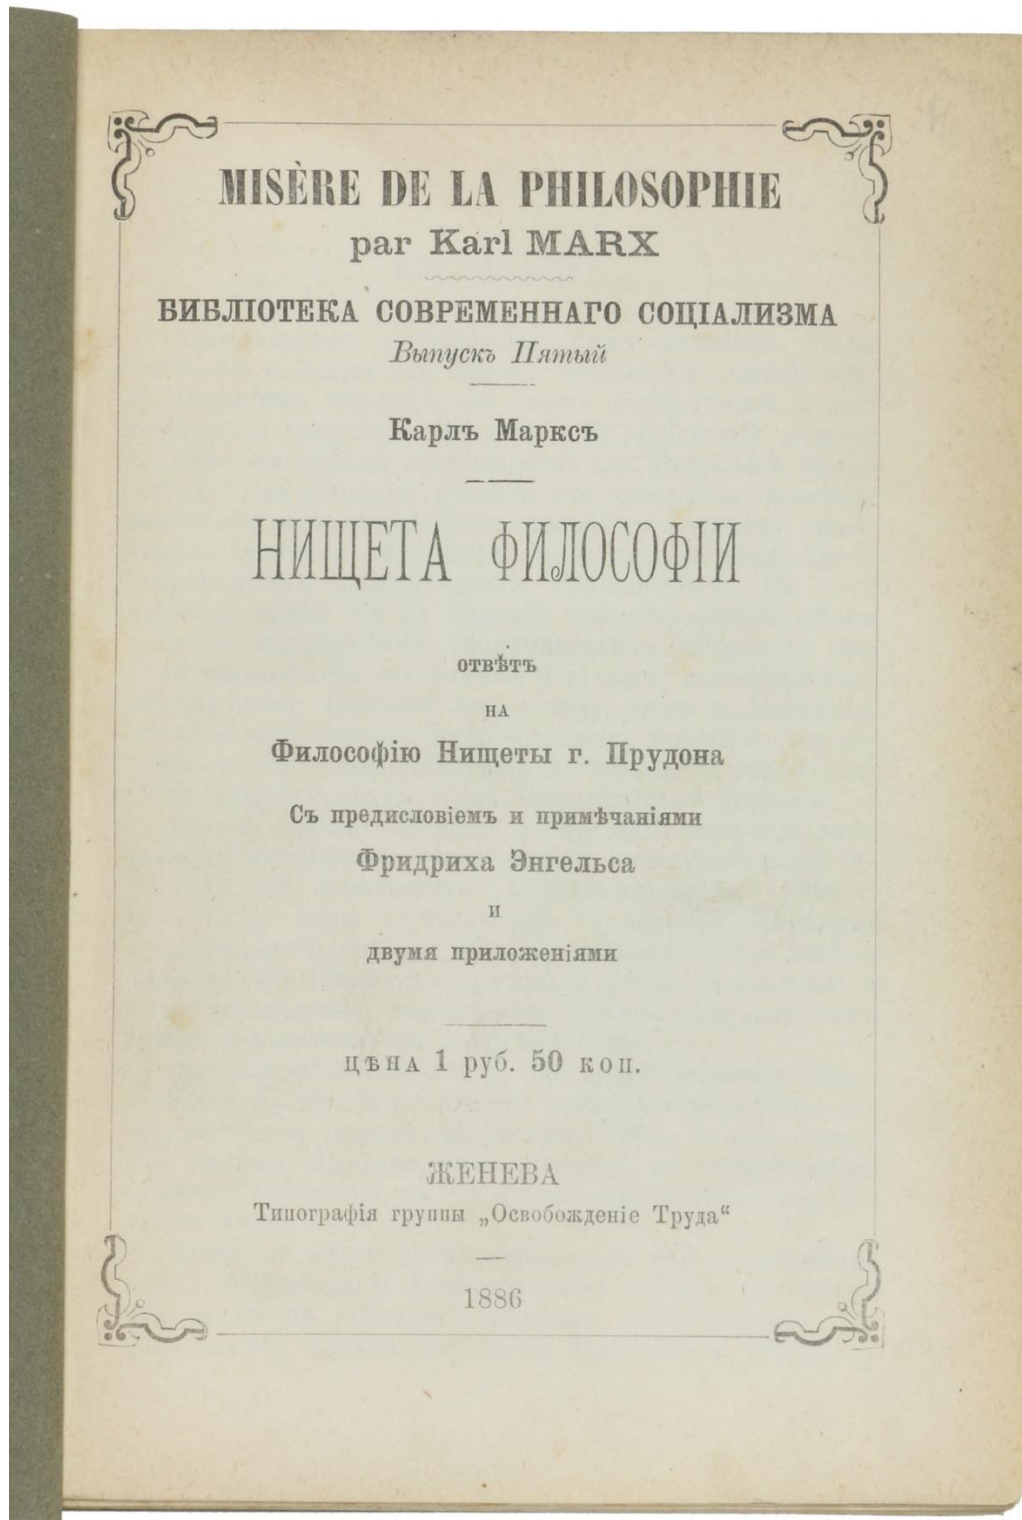 MISÈRE DE LA PHILOSOPHIE
par Karl MARX
БИБЛІОТЕКА СОВРЕМЕННАГО СОЦІАЛИЗМА
Выпускъ Пятый
Карлъ Марксъ
НИЩЕТА ФИЛОСОФІИ
отвѣтъ
на
Философію Нищеты г. Прудона
Съ предисловіемъ и примѣчаніями
Фридриха Энгельса
и
двумя приложеніями
цѣна 1 руб. 50 коп.
ЖЕНЕВА
Типографія группы „Освобожденіе Труда“
1886